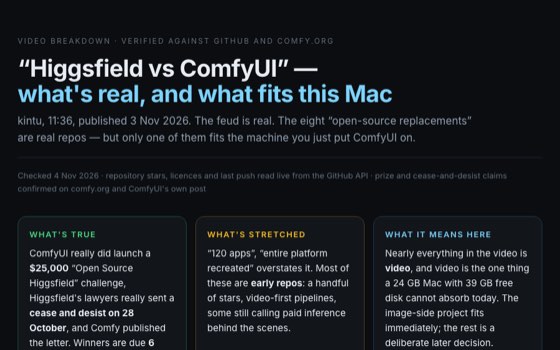 VIDEO BREAKDOWN · VERIFIED AGAINST GITHUB AND COMFY.ORG
“Higgsfield vs ComfyUI” —
what's real, and what fits this Mac
kintu, 11:36, published 3 Nov 2026. The feud is real. The eight “open-source replacements”
are real repos — but only one of them fits the machine you just put ComfyUI on.
Checked 4 Nov 2026 · repository stars, licences and last push read live from the GitHub API · prize and cease-and-desist claims
confirmed on comfy.org and ComfyUI's own post
WHAT'S TRUE
ComfyUI really did launch a
$25,000 “Open Source
Higgsfield” challenge,
Higgsfield's lawyers really sent a
cease and desist on 28
October, and Comfy published
the letter. Winners are due 6
WHAT'S STRETCHED
“120 apps”, “entire platform
recreated” overstates it. Most of
these are early repos: a handful
of stars, video-first pipelines,
some still calling paid inference
behind the scenes.
WHAT IT MEANS HERE
Nearly everything in the video is
video, and video is the one thing
a 24 GB Mac with 39 GB free
disk cannot absorb today. The
image-side project fits
immediately; the rest is a
deliberate later decision.